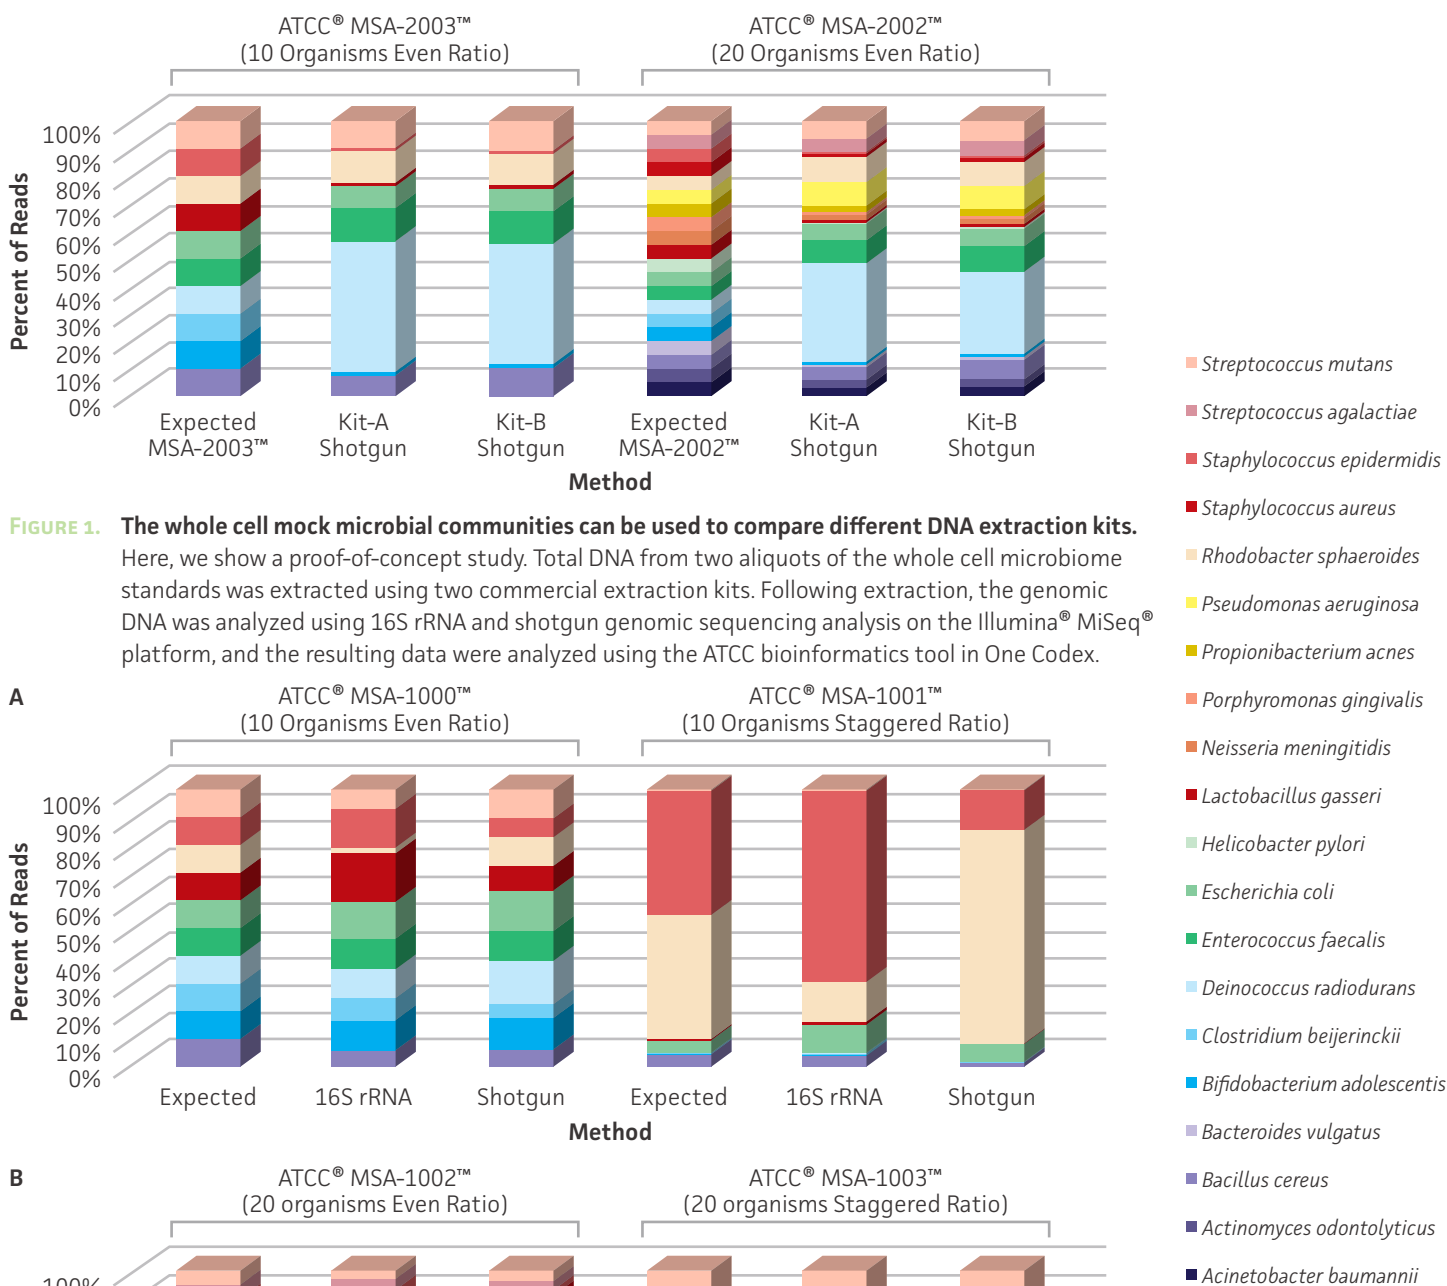 ATCC® MSA-2003™
(10 Organisms Even Ratio)
ATCC® MSA-2002™
(20 Organisms Even Ratio)
Percent of Reads
100%
90%
80%
70%
60%
50%
40%
30%
20%
10%
0%
Expected
MSA-2003™
Kit-A
Shotgun
Kit-B
Shotgun
Expected
MSA-2002™
Kit-A
Shotgun
Kit-B
Shotgun
Method
FIGURE 1. The whole cell mock microbial communities can be used to compare different DNA extraction kits.
Here, we show a proof-of-concept study. Total DNA from two aliquots of the whole cell microbiome
standards was extracted using two commercial extraction kits. Following extraction, the genomic
DNA was analyzed using 16S rRNA and shotgun genomic sequencing analysis on the Illumina® MiSeq®
platform, and the resulting data were analyzed using the ATCC bioinformatics tool in One Codex.
A
ATCC® MSA-1000™
(10 Organisms Even Ratio)
ATCC® MSA-1001™
(10 Organisms Staggered Ratio)
Percent of Reads
100%
90%
80%
70%
60%
50%
40%
30%
20%
10%
0%
Expected
16S rRNA
Shotgun
Expected
16S rRNA
Shotgun
Method
B
ATCC® MSA-1002™
(20 organisms Even Ratio)
ATCC® MSA-1003™
(20 organisms Staggered Ratio)
100%
Streptococcus mutans
Streptococcus agalactiae
Staphylococcus epidermidis
Staphylococcus aureus
Rhodobacter sphaeroides
Pseudomonas aeruginosa
Propionibacterium acnes
Porphyromonas gingivalis
Neisseria meningitidis
Lactobacillus gasseri
Helicobacter pylori
Escherichia coli
Enterococcus faecalis
Deinococcus radiodurans
Clostridium beijerinckii
Bifidobacterium adolescentis
Bacteroides vulgatus
Bacillus cereus
Actinomyces odontolyticus
Acinetobacter baumannii